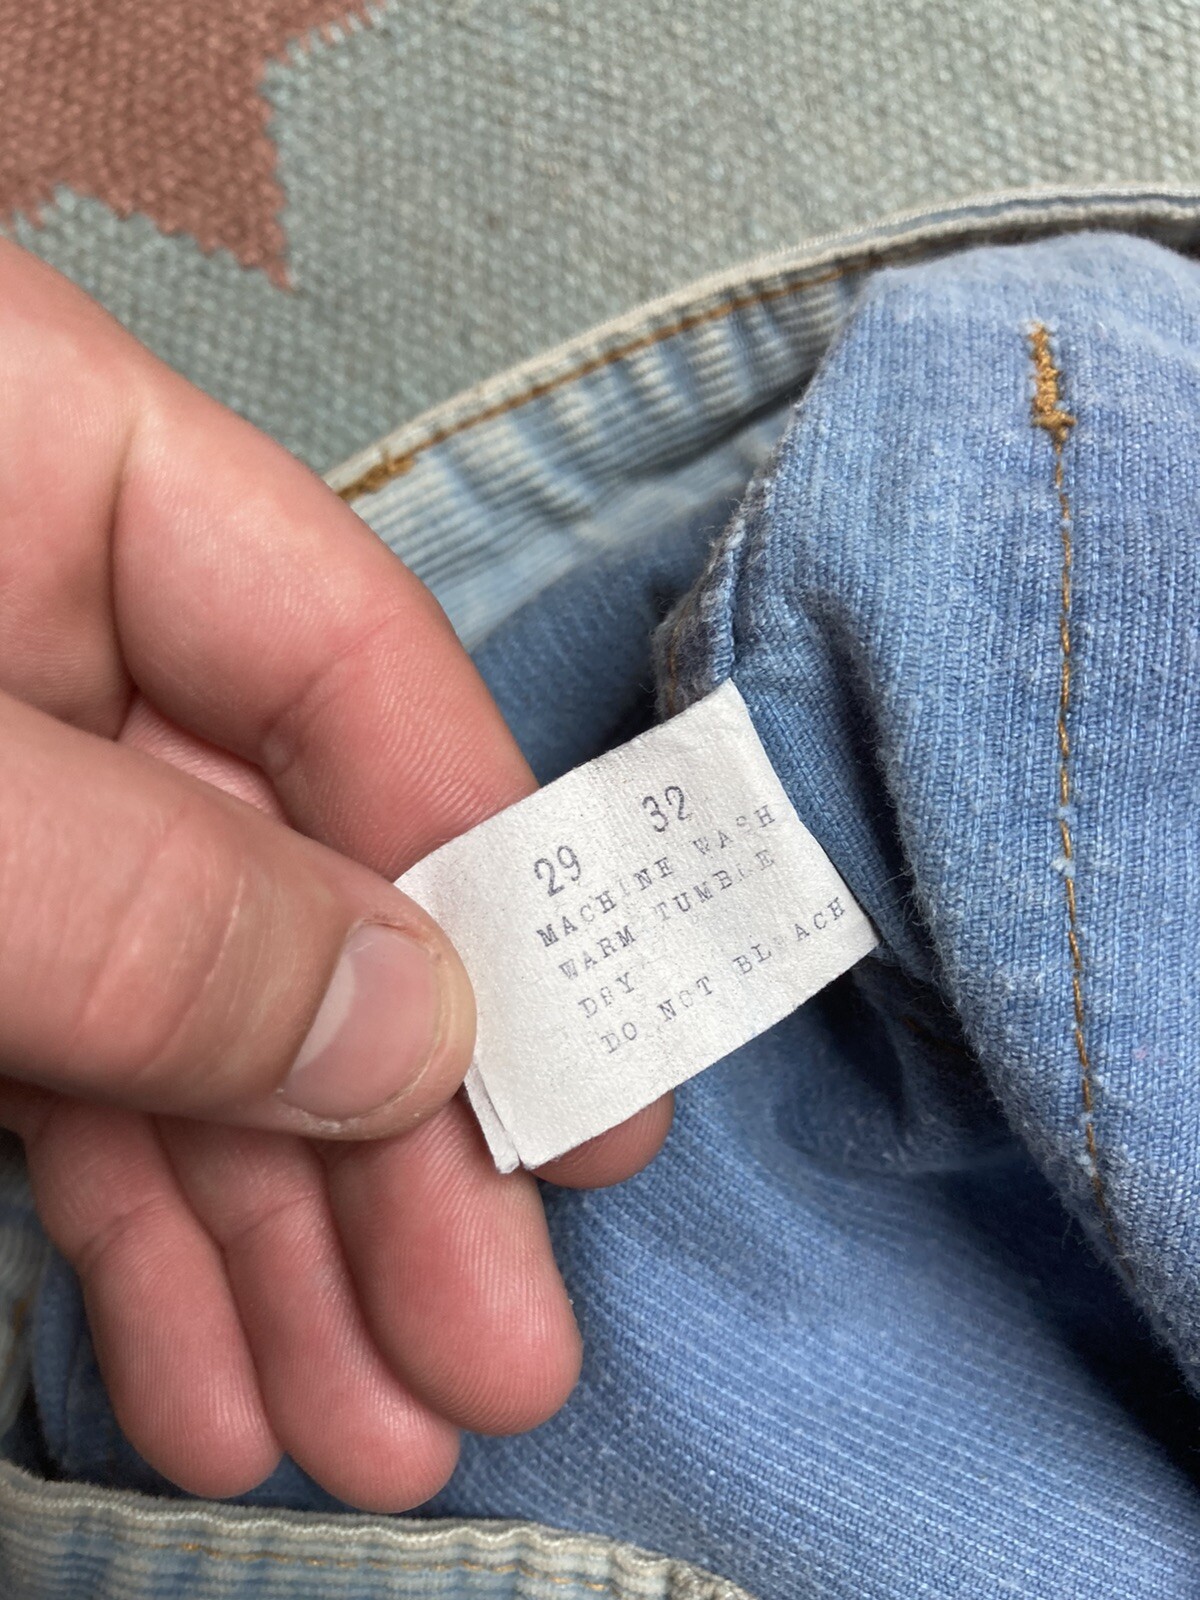 29 32
MACHINE WASH
WARM TUMBLE
DRY
DO NOT BLEACH